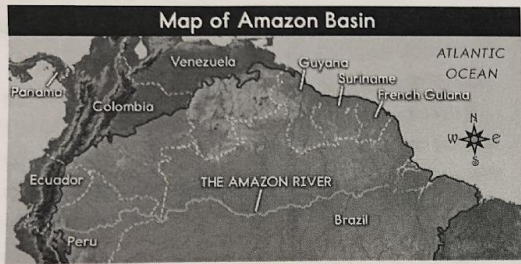 Map of Amazon Basin
ATLANTIC
OCEAN
Venezuela
Guyana
Suriname
French Guiana
Panama
Colombia
N
W
e
S
Ecuador
THE AMAZON RIVER
Brazil
Peru